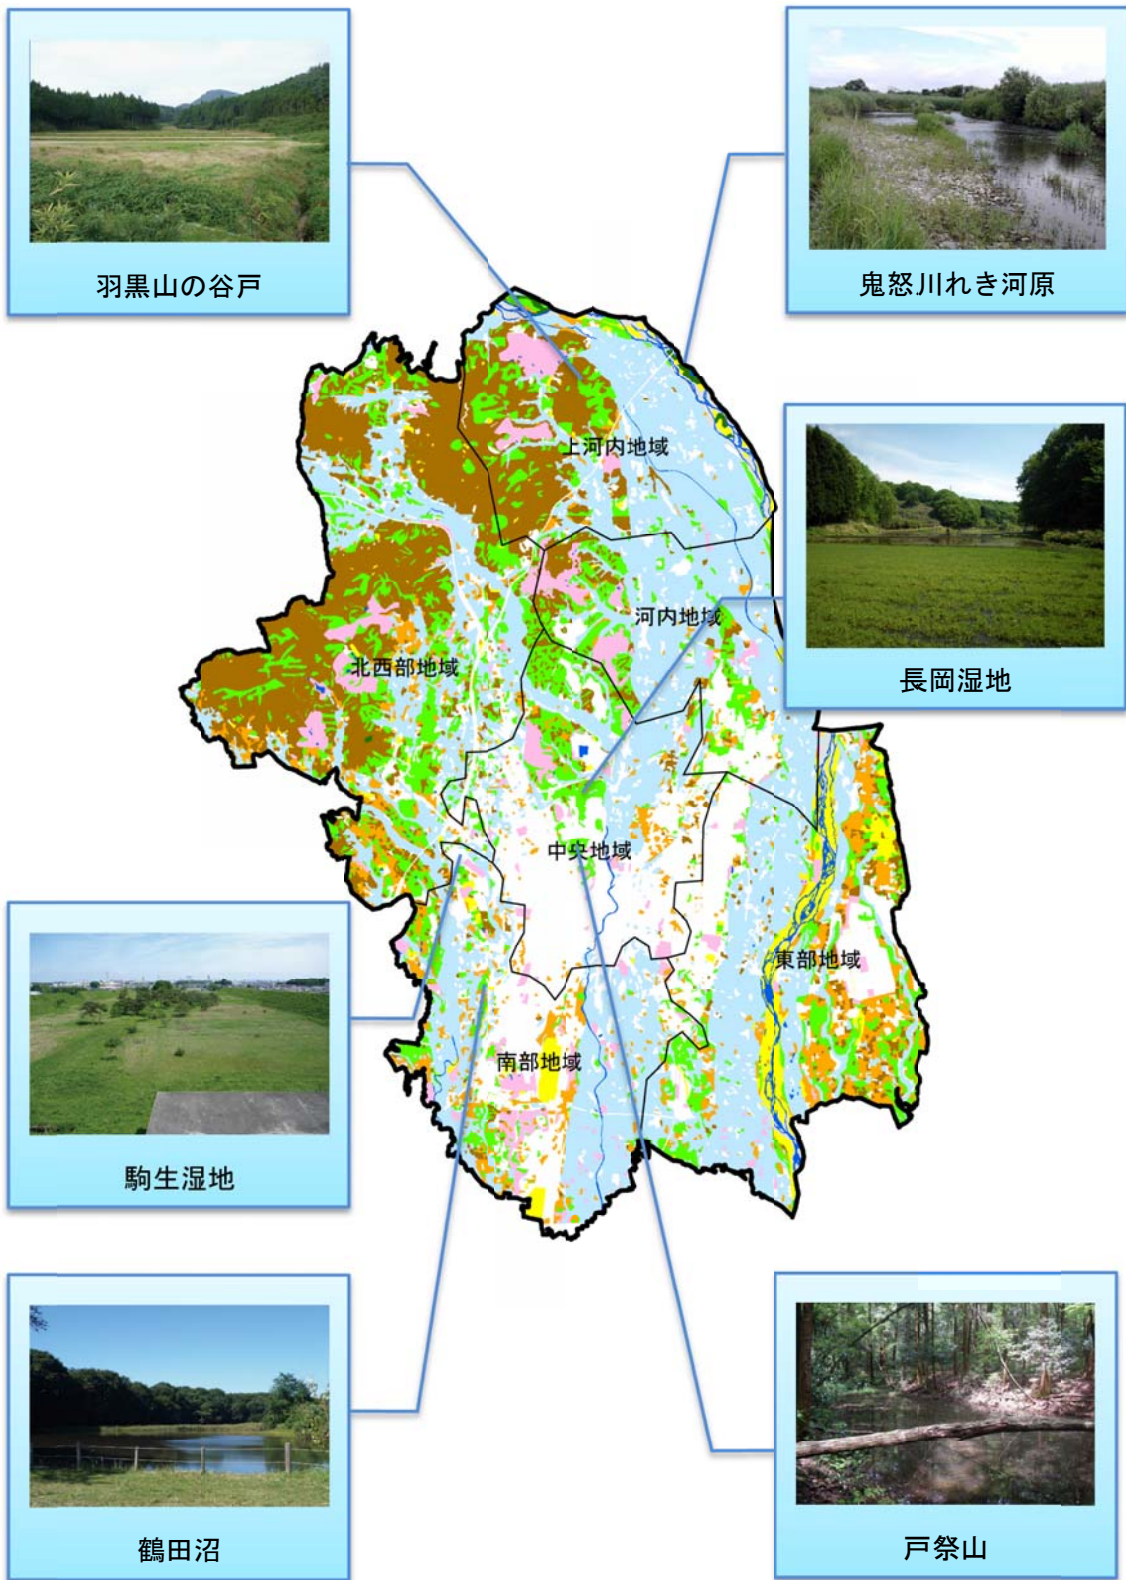 羽黒山の谷戸
鬼怒川れき河原
上河内地域
河内地域
北西部地域
長岡湿地
中央地域
東部地域
南部地域
駒生湿地
鶴田沼
戸祭山